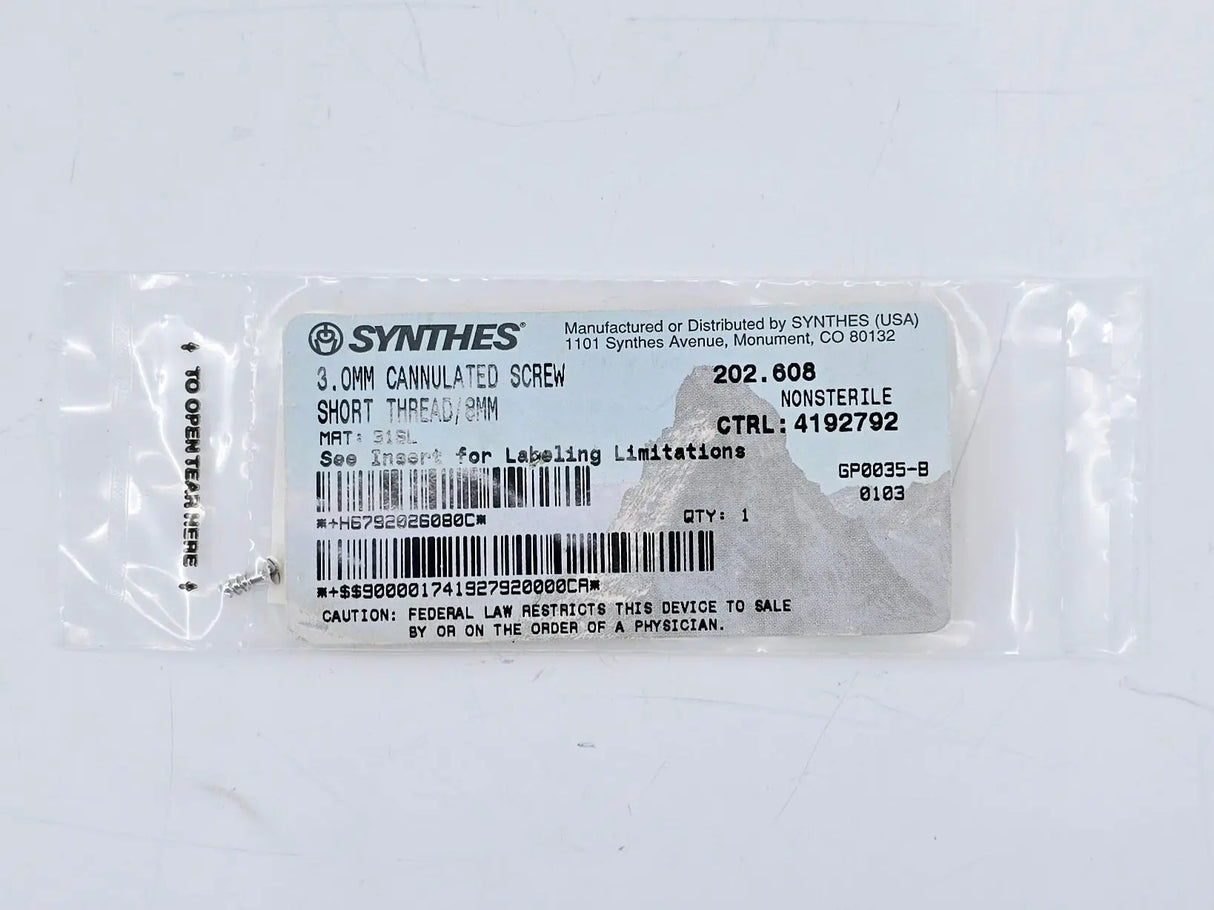 SYNTHES®
Manufactured or Distributed by SYNTHES (USA)
1101 Synthes Avenue, Monument, CO 80132
3.0MM CANNULATED SCREW
202.608
SHORT THREAD/8MM
NONSTERILE
MAT: 316L
CTRL: 4192792
See Insert for Labeling Limitations
GP0035-B
0103
*+H6792026080C*
QTY: 1
*+$$900001741927920000CA*
CAUTION: FEDERAL LAW RESTRICTS THIS DEVICE TO SALE
BY OR ON THE ORDER OF A PHYSICIAN.
TO OPEN TEAR HERE